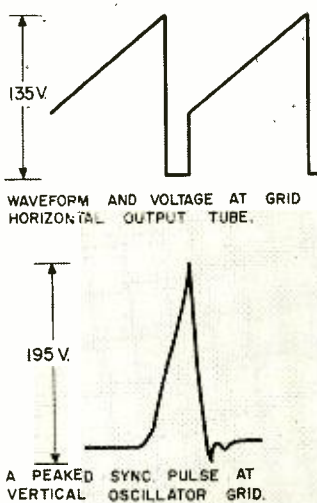 135V.
WAVEFORM AND VOLTAGE AT GRID
HORIZONTAL OUTPUT TUBE.
195 V.
A PEAKED SYNC. PULSE AT
VERTICAL OSCILLATOR GRID.